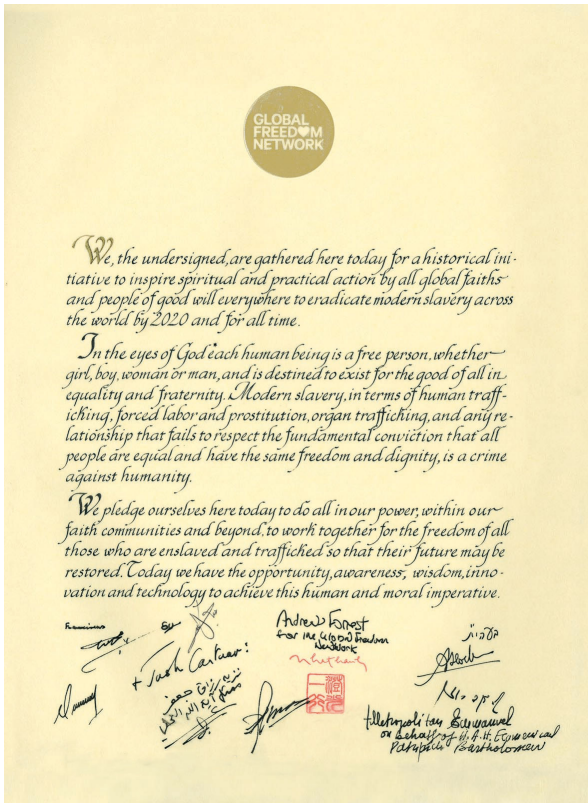 GLOBAL
FREED♥M
NETWORK
We, the undersigned, are gathered here today for a historical ini-
tiative to inspire spiritual and practical action by all global faiths
and people of good will everywhere to eradicate modern slavery across
the world by 2020 and for all time.
In the eyes of God* each human being is a free person, whether
girl, boy, woman or man, and is destined to exist for the good of all in
equality and fraternity. Modern slavery, in terms of human traff-
icking, forced labor and prostitution, organ trafficking, and any re-
lationship that fails to respect the fundamental conviction that all
people are equal and have the same freedom and dignity, is a crime
against humanity.
We pledge ourselves here today to do all in our power, within our
faith communities and beyond, to work together for the freedom of all
those who are enslaved and trafficked so that their future may be
restored. Today we have the opportunity, awareness, wisdom, inno-
vation and technology to achieve this human and moral imperative.
Franciscus
Andrew Forrest
for the Global Freedom
Network
Metropolitan Emmanuel
on behalf of H.A.H. Ecumenical
Patriarch Bartholomew